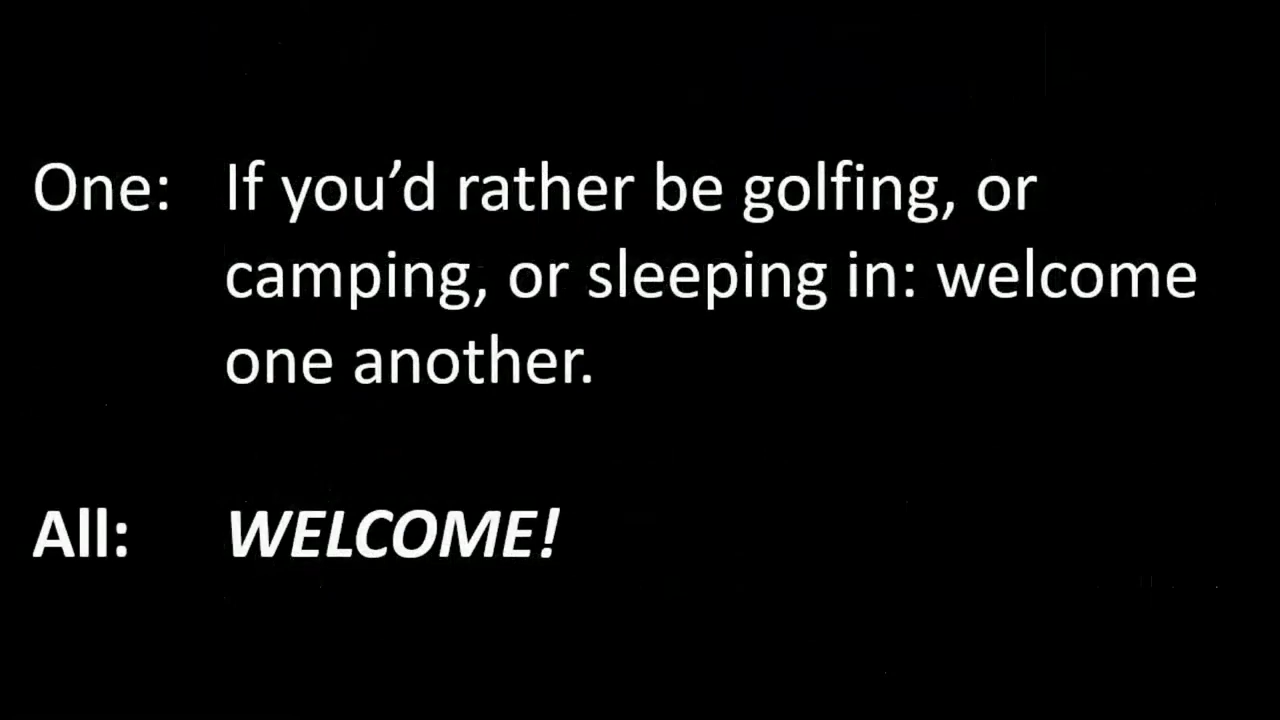 One: If you’d rather be golfing, or
camping, or sleeping in: welcome
one another.
All: WELCOME!